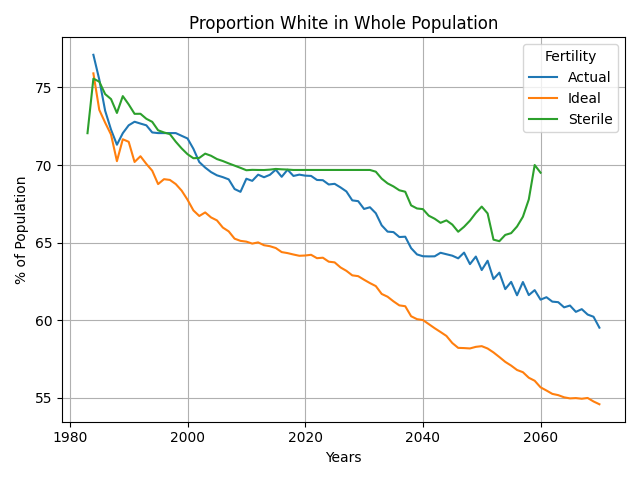 Proportion White in Whole Population
Fertility
Actual
Ideal
Sterile
% of Population
75
70
65
60
55
1980
2000
2020
2040
2060
Years